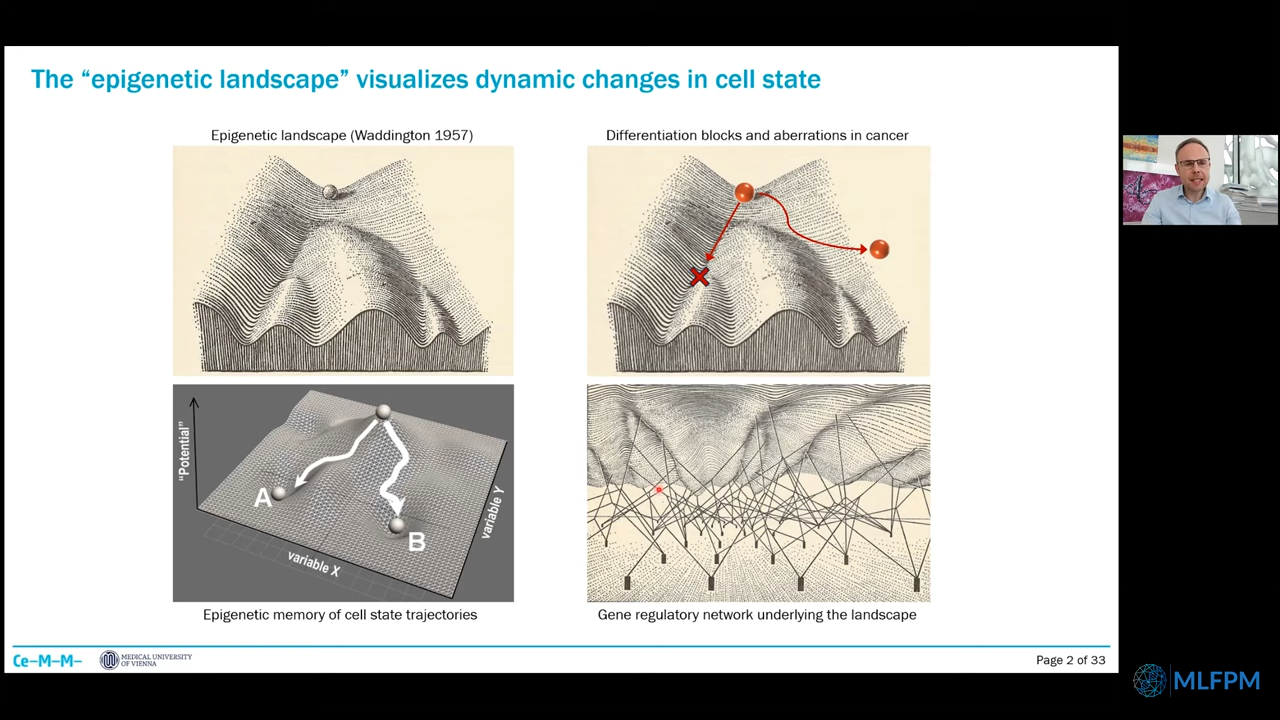 The “epigenetic landscape” visualizes dynamic changes in cell state
Epigenetic landscape (Waddington 1957)
Differentiation blocks and aberrations in cancer
“Potential”
A
B
variable X
variable Y
Epigenetic memory of cell state trajectories
Gene regulatory network underlying the landscape
Ce–M–M–
MEDICAL UNIVERSITY
OF VIENNA
Page 2 of 33
MLFPM